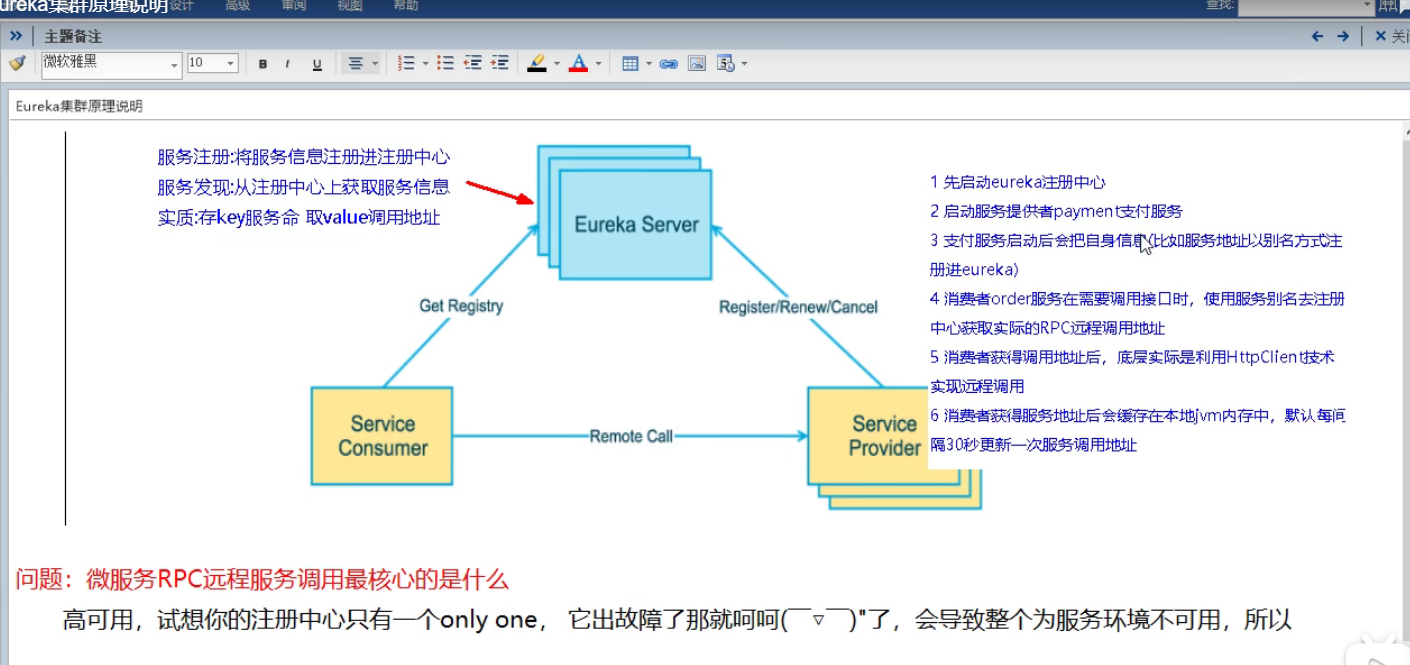 ureka集群原理说明
设计 高级 审阅 视图 帮助 查找:
主题备注
微软雅黑 10 B I U
Eureka集群原理说明
服务注册:将服务信息注册进注册中心
服务发现:从注册中心上获取服务信息
实质:存key服务命 取value调用地址
Eureka Server
Get Registry
Register/Renew/Cancel
Service
Consumer
Remote Call
Service
Provider
1 先启动eureka注册中心
2 启动服务提供者payment支付服务
3 支付服务启动后会把自身信息(比如服务地址以别名方式注
册进eureka)
4 消费者order服务在需要调用接口时，使用服务别名去注册
中心获取实际的RPC远程调用地址
5 消费者获得调用地址后，底层实际是利用HttpClient技术
实现远程调用
6 消费者获得服务地址后会缓存在本地jvm内存中，默认每间
隔30秒更新一次服务调用地址
问题：微服务RPC远程服务调用最核心的是什么
高可用，试想你的注册中心只有一个only one， 它出故障了那就呵呵(￣▽￣)"了，会导致整个为服务环境不可用，所以